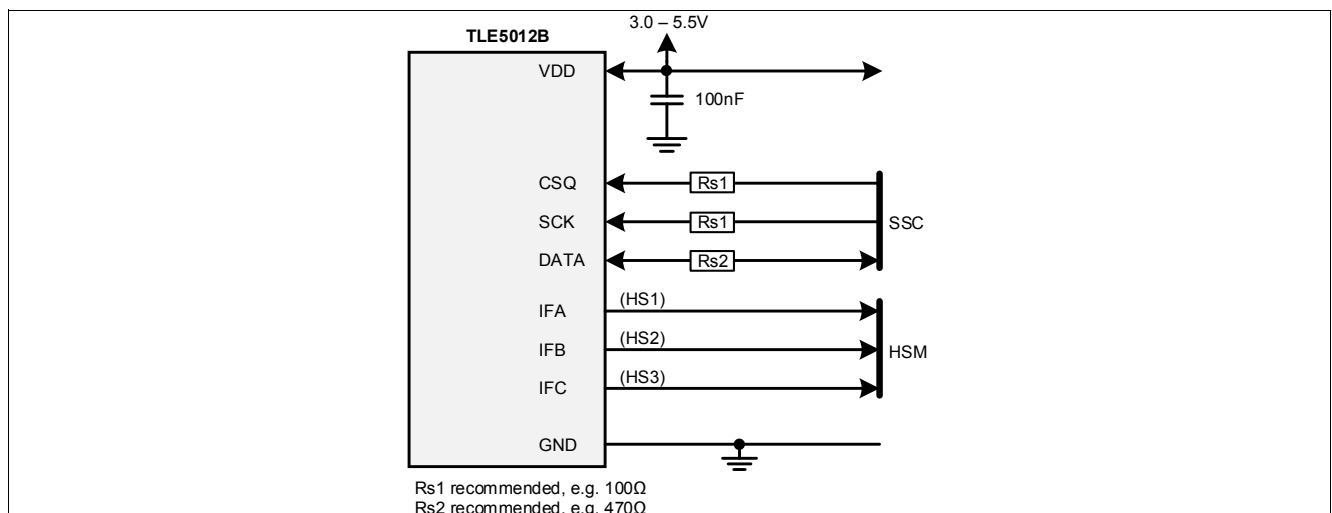 3.0 – 5.5V
TLE5012B
VDD
100nF
CSQ
Rs1
SCK
Rs1
SSC
DATA
Rs2
IFA
(HS1)
IFB
(HS2)
HSM
IFC
(HS3)
GND
Rs1 recommended, e.g. 100Ω
Rs2 recommended, e.g. 470Ω